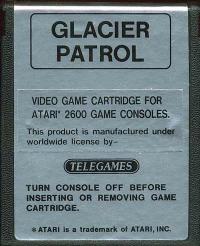 GLACIER
PATROL
VIDEO GAME CARTRIDGE FOR
ATARI® 2600 GAME CONSOLES.
This product is manufactured under
worldwide license by—
TELEGAMES
TURN CONSOLE OFF BEFORE
INSERTING OR REMOVING GAME
CARTRIDGE.
® ATARI is a trademark of ATARI, INC.